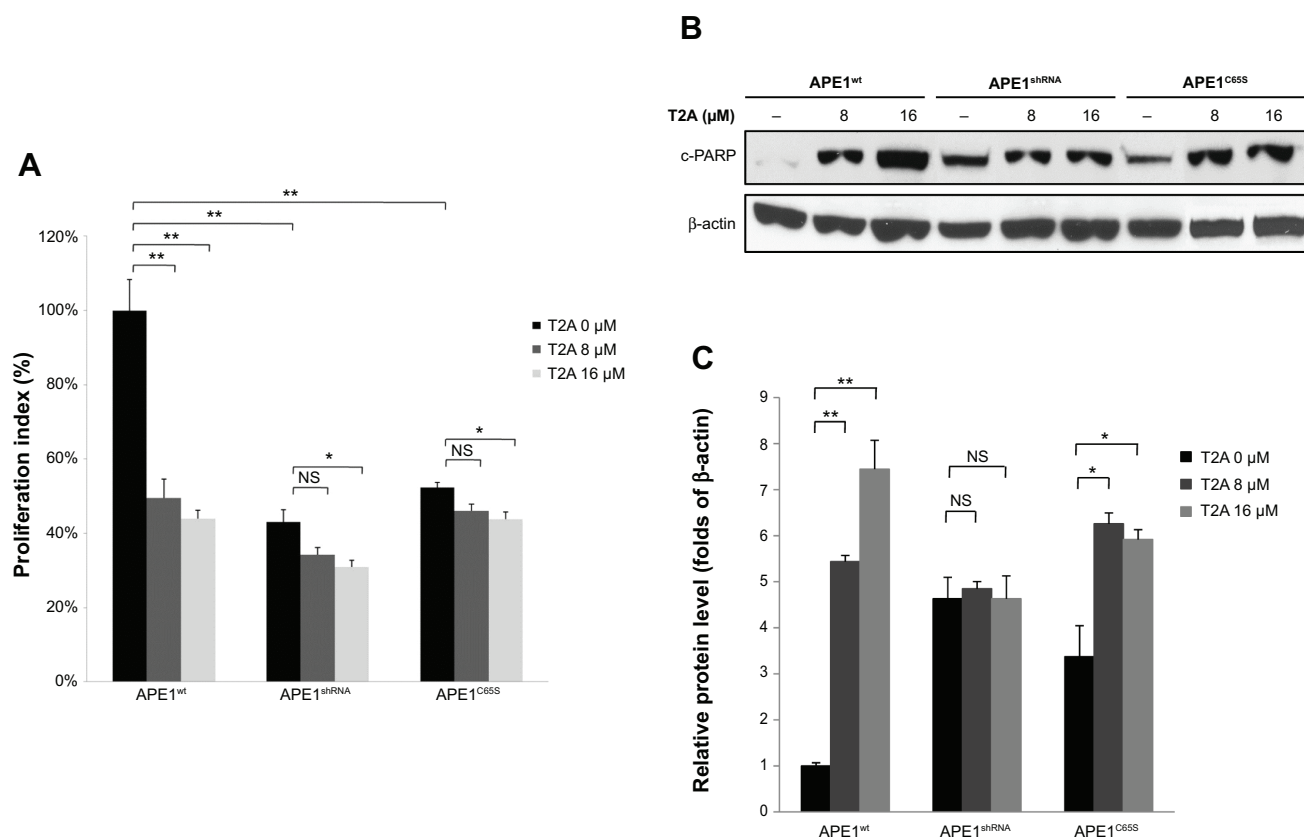 A
**
**
**
**
120%
100%
80%
60%
40%
20%
0%
Proliferation index (%)
NS
*
NS
*
T2A 0 µM
T2A 8 µM
T2A 16 µM
APE1wt
APE1shRNA
APE1C65S
B
APE1wt APE1shRNA APE1C65S
T2A (µM) – 8 16 – 8 16 – 8 16
c-PARP
β-actin
C
Relative protein level (folds of β-actin)
9
8
7
6
5
4
3
2
1
0
**
**
NS
NS
*
*
T2A 0 µM
T2A 8 µM
T2A 16 µM
APE1wt
APE1shRNA
APE1C65S